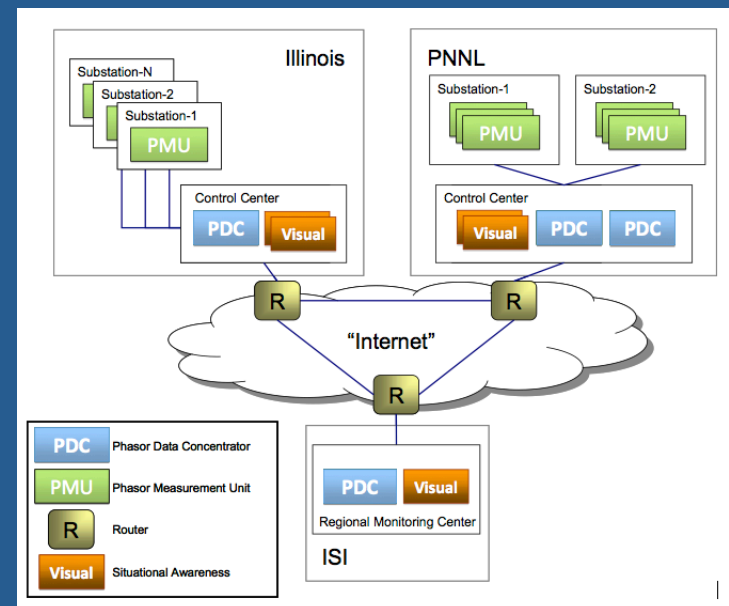 Illinois
Substation-N
Substation-2
Substation-1
PMU
Control Center
PDC
Visual
PNNL
Substation-1
PMU
Substation-2
PMU
Control Center
Visual
PDC
PDC
R
R
“Internet”
R
PDC
Visual
Regional Monitoring Center
ISI
PDC Phasor Data Concentrator
PMU Phasor Measurement Unit
R Router
Visual Situational Awareness